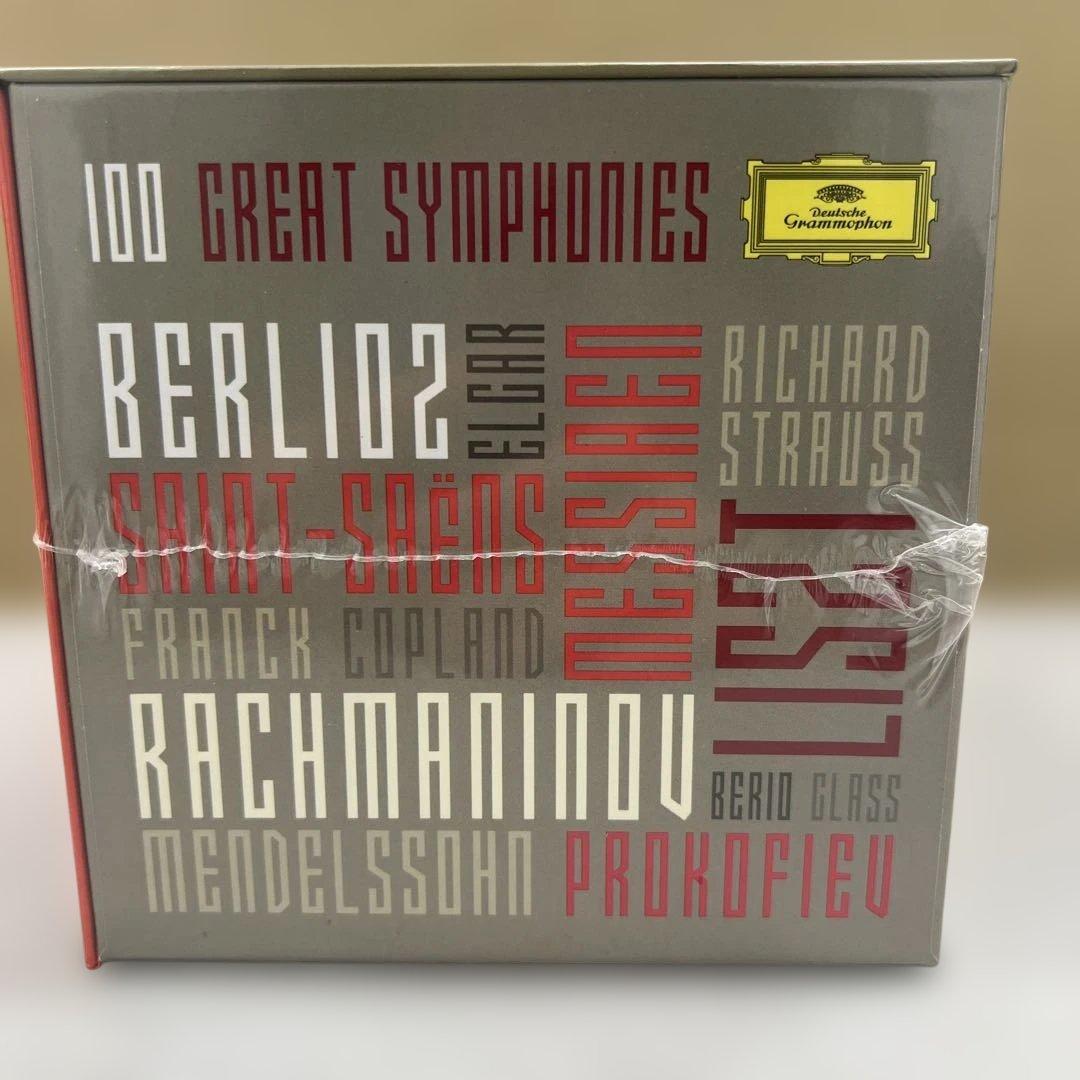 100 GREAT SYMPHONIES
Deutsche
Grammophon
BERLIOZ
ELGAR
MESSIAEN
RICHARD
STRAUSS
SAINT-SAËNS
LISZT
FRANCK COPLAND
RACHMANINOV
BERIO GLASS
MENDELSSOHN PROKOFIEV